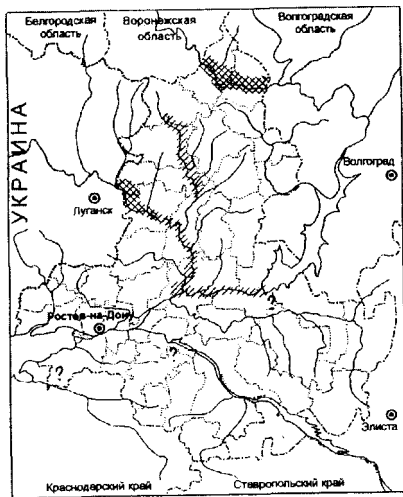 Белгородская
область
Воронежская
область
Волгоградская
область
УКРАИНА
Волгоград
Луганск
?
Ростов-на-Дону
?
?
Элиста
Краснодарский край
Ставропольский край